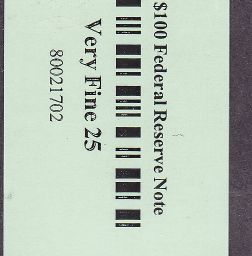 $100 Federal Reserve Note
Very Fine 25
80021702